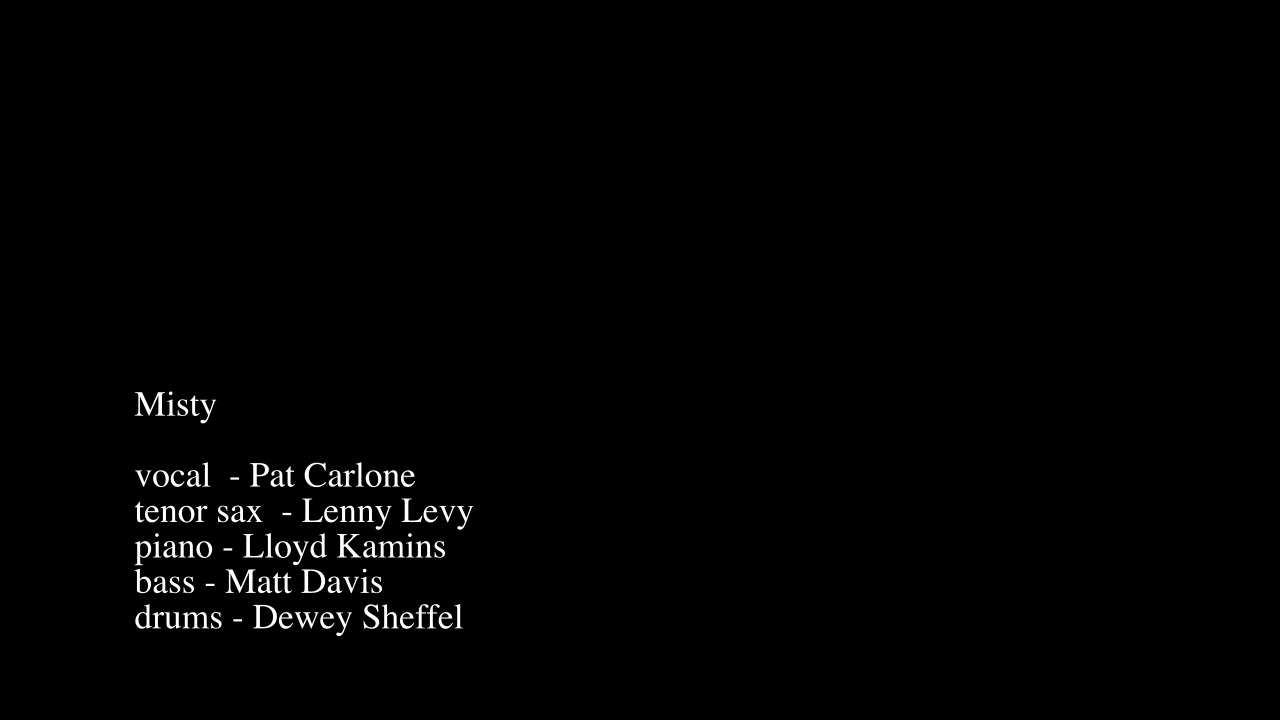 Misty
vocal  - Pat Carlone
tenor sax  - Lenny Levy
piano - Lloyd Kamins
bass - Matt Davis
drums - Dewey Sheffel